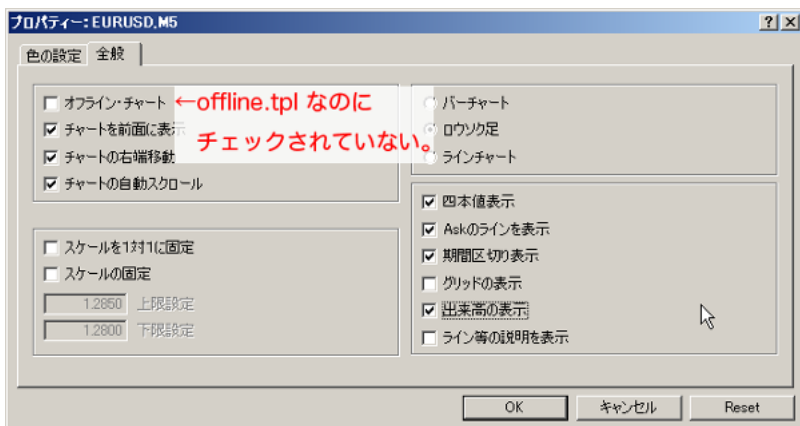 プロパティー: EURUSD,M5
色の設定 全般
オフライン・チャート ←offline.tpl なのに
チェックされていない。
チャートを前面に表示
チャートの右端移動
チャートの自動スクロール
スケールを1対1に固定
スケールの固定
1.2850 上限設定
1.2800 下限設定
バーチャート
ロウソク足
ラインチャート
四本値表示
Askのラインを表示
期間区切り表示
グリッドの表示
出来高の表示
ライン等の説明を表示
OK キャンセル Reset